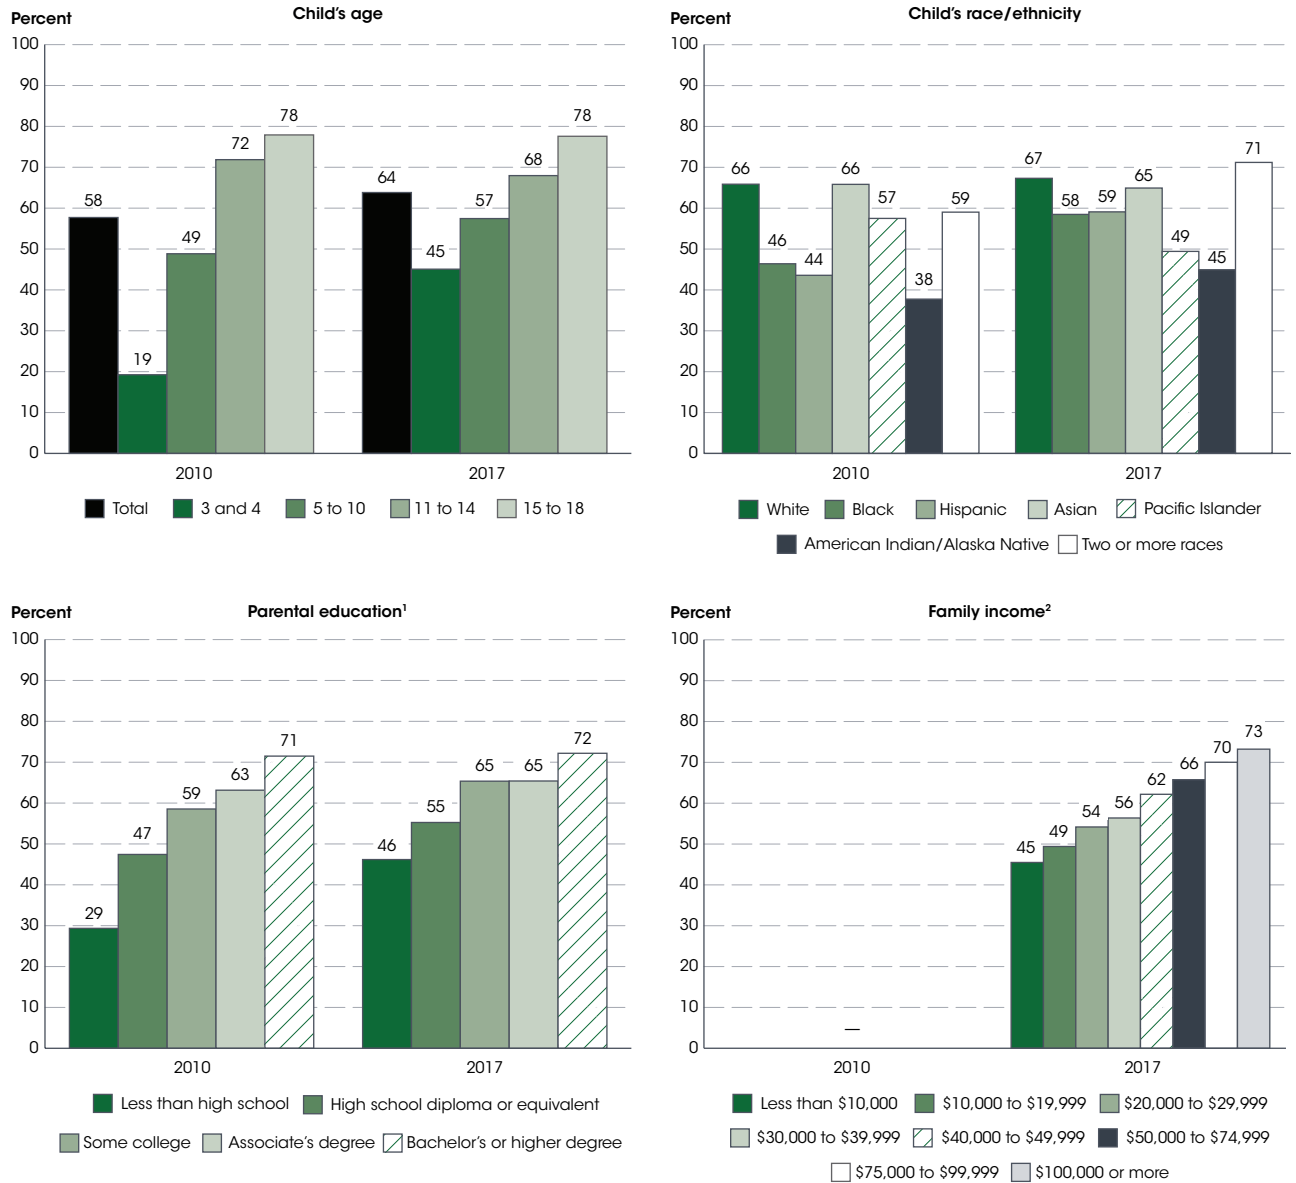 Child's age
Percent
100
90
80
70
60
50
40
30
20
10
0
58
19
49
72
78
64
45
57
68
78
2010
2017
Total
3 and 4
5 to 10
11 to 14
15 to 18
Child's race/ethnicity
Percent
100
90
80
70
60
50
40
30
20
10
0
66
46
44
66
57
38
59
67
58
59
65
49
45
71
2010
2017
White
Black
Hispanic
Asian
Pacific Islander
American Indian/Alaska Native
Two or more races
Parental education¹
Percent
100
90
80
70
60
50
40
30
20
10
0
29
47
59
63
71
46
55
65
65
72
2010
2017
Less than high school
High school diploma or equivalent
Some college
Associate's degree
Bachelor's or higher degree
Family income²
Percent
100
90
80
70
60
50
40
30
20
10
0
—
45
49
54
56
62
66
70
73
2010
2017
Less than $10,000
$10,000 to $19,999
$20,000 to $29,999
$30,000 to $39,999
$40,000 to $49,999
$50,000 to $74,999
$75,000 to $99,999
$100,000 or more